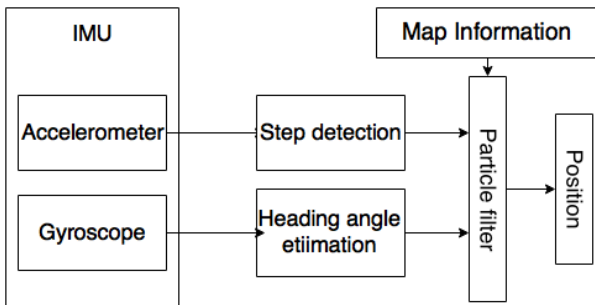 IMU
Map Information
Accelerometer
Step detection
Particle filter
Position
Gyroscope
Heading angle
etiimation